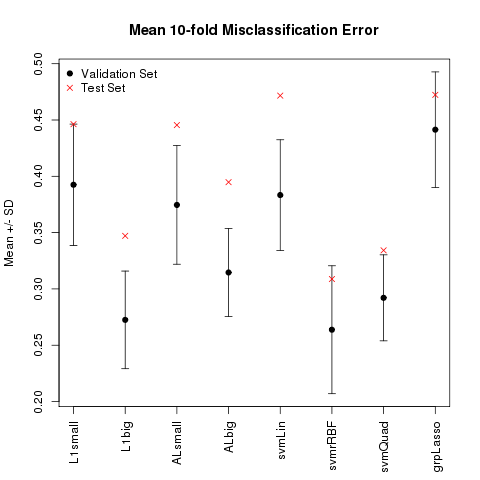 Mean 10-fold Misclassification Error
Validation Set
Test Set
Mean +/- SD
0.50
0.45
0.40
0.35
0.30
0.25
0.20
L1small
L1big
ALsmall
ALbig
svmLin
svmrRBF
svmQuad
grpLasso